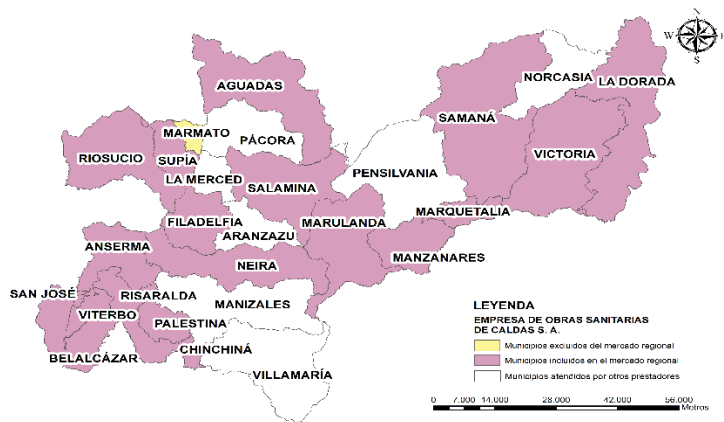 N
W
E
S
NORCASIA
LA DORADA
AGUADAS
SAMANÁ
MARMATO
PÁCORA
VICTORIA
RIOSUCIO
SUPÍA
PENSILVANIA
LA MERCED
SALAMINA
MARQUETALIA
FILADELFIA
MARULANDA
ARANZAZU
ANSERMA
MANZANARES
NEIRA
SAN JOSÉ
RISARALDA
MANIZALES
VITERBO
PALESTINA
BELALCÁZAR
CHINCHINÁ
VILLAMARÍA
LEYENDA
EMPRESA DE OBRAS SANITARIAS
DE CALDAS S. A.
Municipios excluidos del mercado regional
Municipios incluidos en el mercado regional
Municipios atendidos por otros prestadores
0 7.000 14.000 28.000 42.000 56.000
Metros